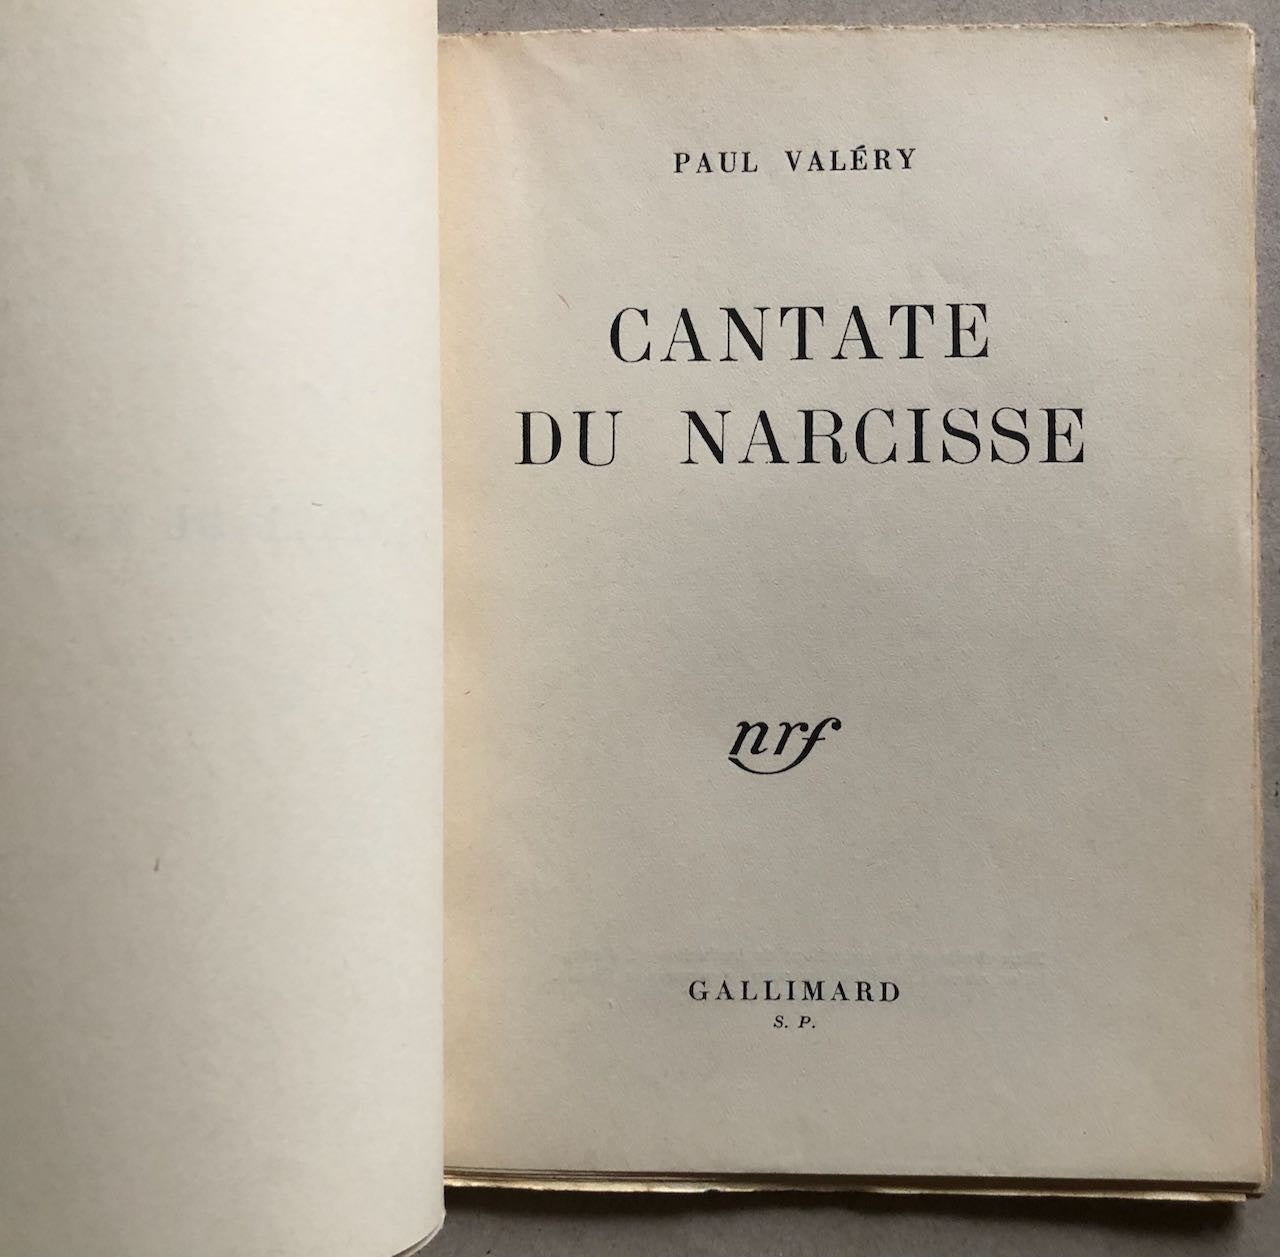 PAUL VALÉRY
CANTATE
DU NARCISSE
nrf
GALLIMARD
S. P.